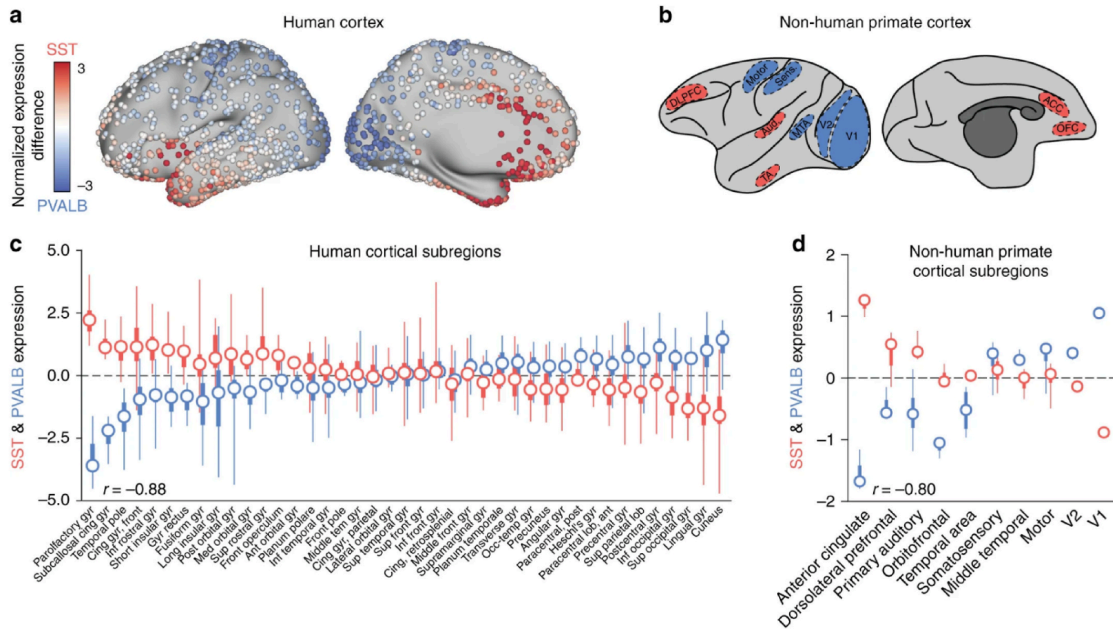 a
Human cortex
SST
3
Normalized expression
difference
−3
PVALB
b
Non-human primate cortex
DLPFC
Motor
Sens.
Aud
MTA
V2
V1
TA
ACC
OFC
c
Human cortical subregions
SST & PVALB expression
5.0
2.5
0
−2.5
−5.0
r = −0.88
Parolfactory gyr
Subcallosal cing gyr
Temporal pole
Cing gyr, front
Rostral gyr
Short insular gyr
Gyr rectus
Fusiform gyr
Long insular gyr
Post orbital gyr
Med orbital gyr
Sup rostral gyr
Front operculum
Ant orbital gyr
Planum polare
Inf temporal gyr
Front pole
Middle tem gyr
Cing gyr, parietal
Lateral orbital gyr
Sup temporal gyr
Sup front gyr
Inf front gyr
Cing. gyr, retrosplenial
Middle front gyr
Supramarginal gyr
Planum temporale
Transverse gyr
Occ-temp gyr
Precuneus
Angular gyr
Paracentral, post
Heschl's gyr
Paracentral lob, ant
Precentral gyr
Sup parietal lob
Postcentral gyr
Inf occipital gyr
Sup occipital gyr
Lingual gyr
Cuneus
d
Non-human primate
cortical subregions
SST & PVALB expression
2
1
0
−1
−2
r = −0.80
Anterior cingulate
Dorsolateral prefrontal
Primary auditory
Orbitofrontal
Temporal area
Somatosensory
Middle temporal
Motor
V2
V1